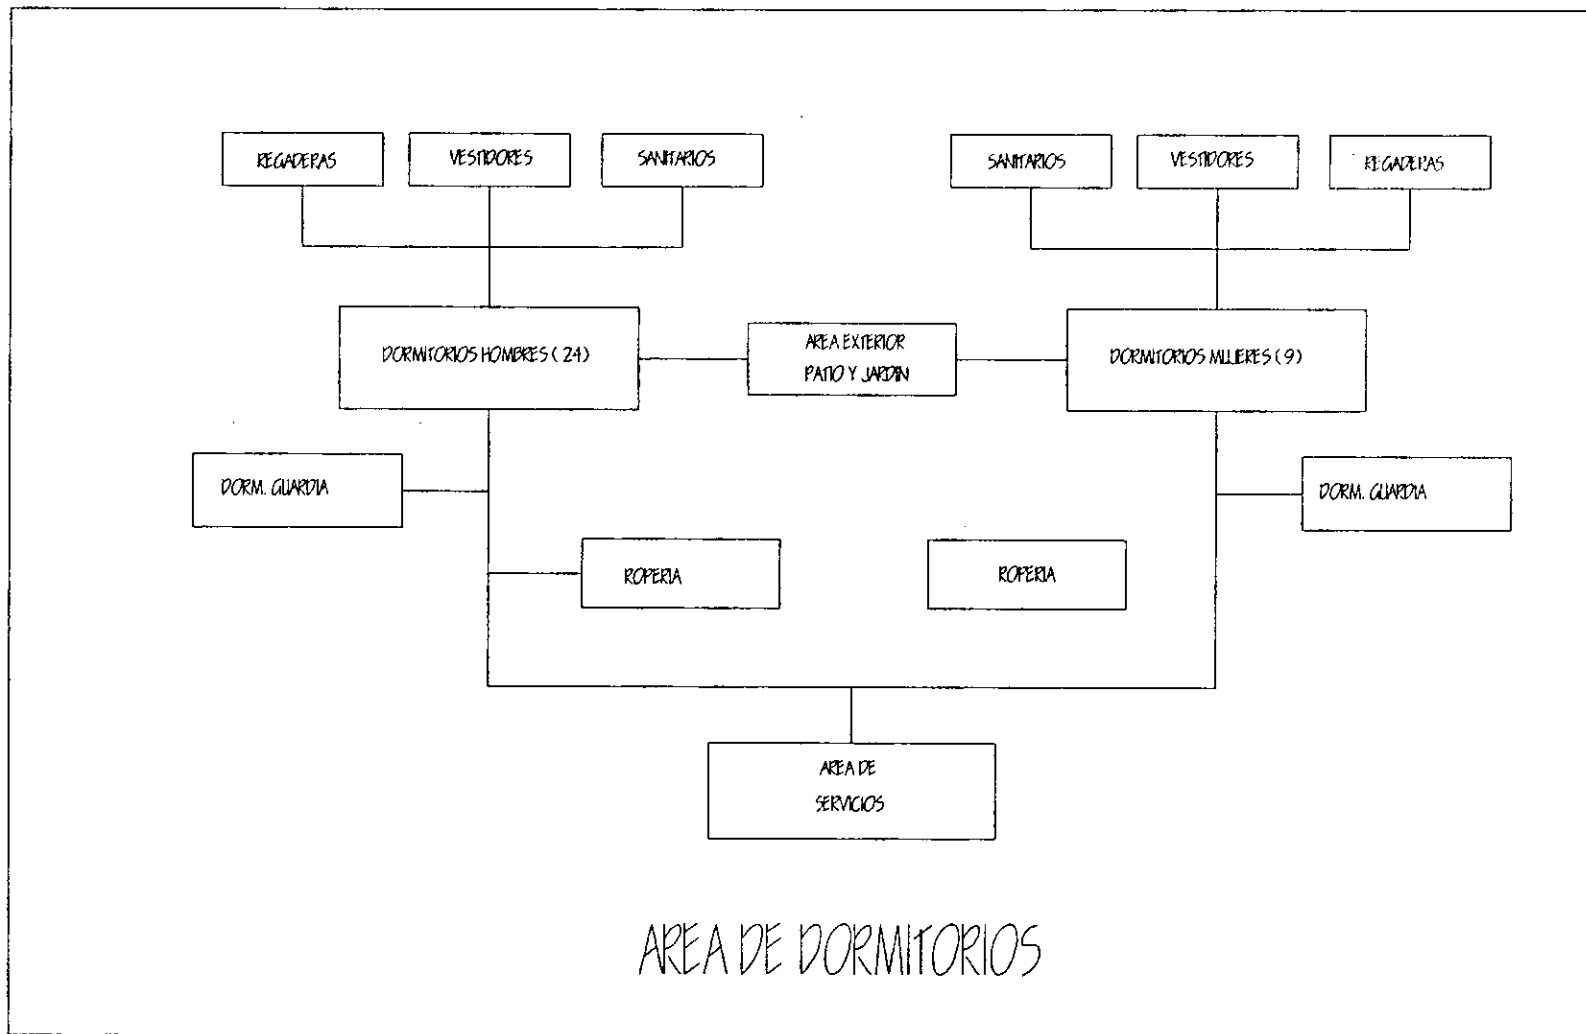 REGADERAS
VESTIDORES
SANITARIOS
SANITARIOS
VESTIDORES
REGADERAS
DORMITORIOS HOMBRES ( 24 )
AREA EXTERIOR
PATIO Y JARDIN
DORMITORIOS MUJERES ( 9 )
DORM. GUARDIA
DORM. GUARDIA
ROPERIA
ROPERIA
AREA DE
SERVICIOS
AREA DE DORMITORIOS